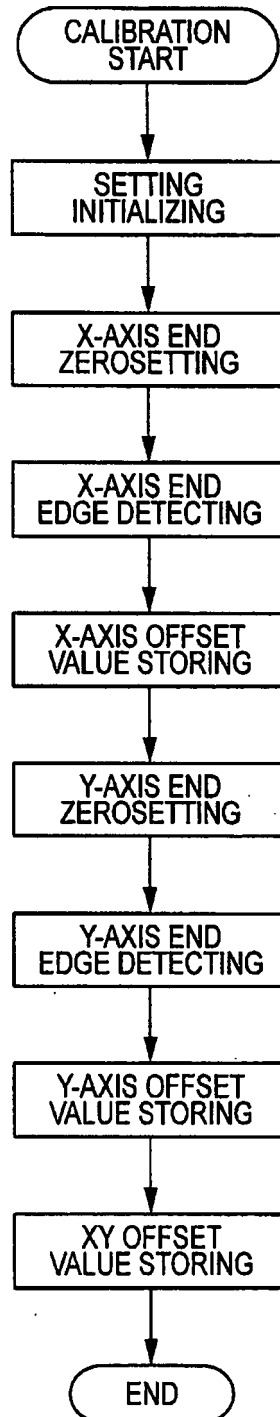 CALIBRATION
START
SETTING
INITIALIZING
X-AXIS END
ZEROSETTING
X-AXIS END
EDGE DETECTING
X-AXIS OFFSET
VALUE STORING
Y-AXIS END
ZEROSETTING
Y-AXIS END
EDGE DETECTING
Y-AXIS OFFSET
VALUE STORING
XY OFFSET
VALUE STORING
END